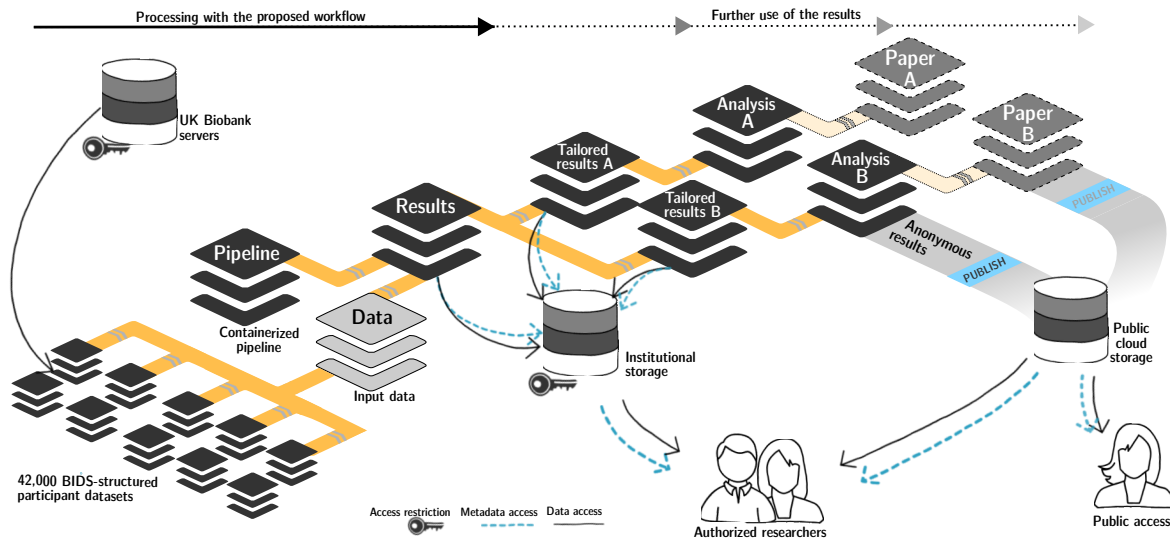 Processing with the proposed workflow
Further use of the results
UK Biobank
servers
Paper
A
Paper
B
Analysis
A
Analysis
B
Tailored
results A
Tailored
results B
Results
Pipeline
Containerized
pipeline
Data
Input data
PUBLISH
Anonymous
results
PUBLISH
Institutional
storage
Public
cloud
storage
42,000 BIDS-structured
participant datasets
Access restriction
Metadata access
Data access
Authorized researchers
Public access